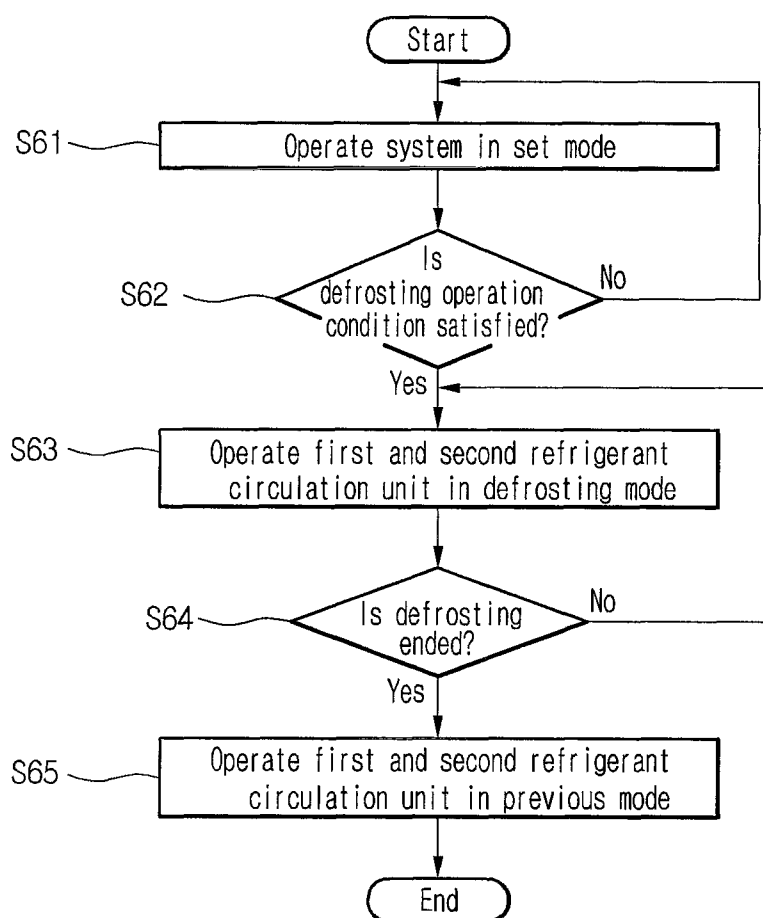 Start
S61
Operate system in set mode
Is
S62
defrosting operation
No
condition satisfied?
Yes
S63
Operate first and second refrigerant
circulation unit in defrosting mode
S64
Is defrosting
No
ended?
Yes
S65
Operate first and second refrigerant
circulation unit in previous mode
End